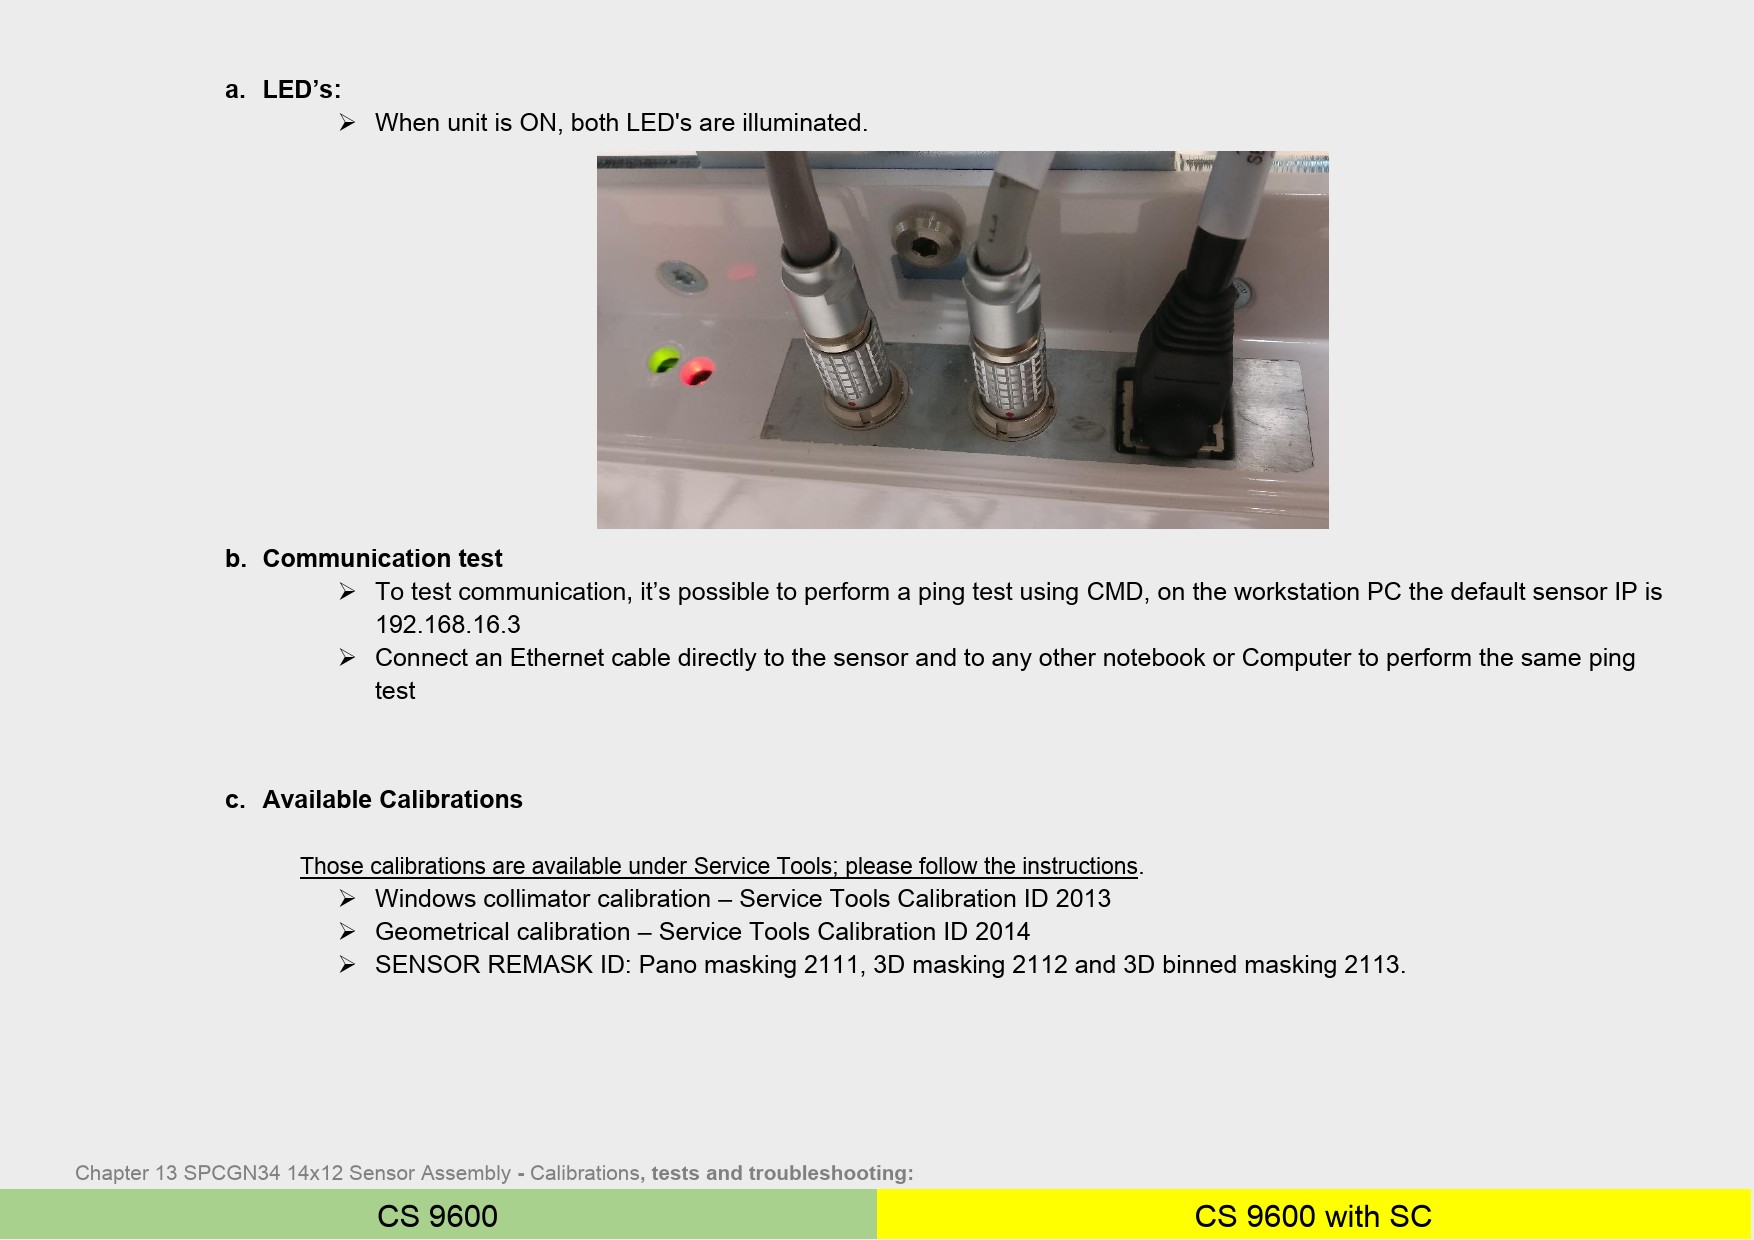 a. LED’s:
➢ When unit is ON, both LED's are illuminated.
b. Communication test
➢ To test communication, it’s possible to perform a ping test using CMD, on the workstation PC the default sensor IP is
192.168.16.3
➢ Connect an Ethernet cable directly to the sensor and to any other notebook or Computer to perform the same ping
test
c. Available Calibrations
Those calibrations are available under Service Tools; please follow the instructions.
➢ Windows collimator calibration – Service Tools Calibration ID 2013
➢ Geometrical calibration – Service Tools Calibration ID 2014
➢ SENSOR REMASK ID: Pano masking 2111, 3D masking 2112 and 3D binned masking 2113.
Chapter 13 SPCGN34 14x12 Sensor Assembly - Calibrations, tests and troubleshooting:
CS 9600
CS 9600 with SC